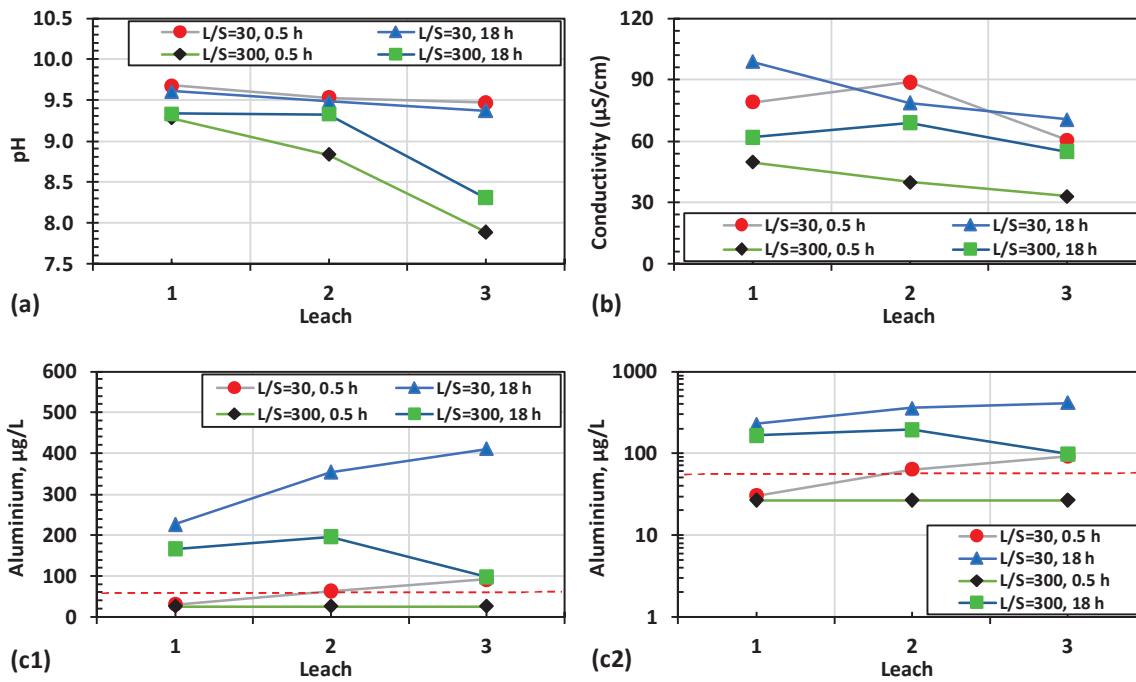 10.5
10.0
9.5
9.0
8.5
8.0
7.5
pH
L/S=30, 0.5 h
L/S=30, 18 h
L/S=300, 0.5 h
L/S=300, 18 h
1
2
3
Leach
(a)
120
90
60
30
0
Conductivity (µS/cm)
L/S=30, 0.5 h
L/S=30, 18 h
L/S=300, 0.5 h
L/S=300, 18 h
1
2
3
Leach
(b)
600
500
400
300
200
100
0
Aluminium, µg/L
L/S=30, 0.5 h
L/S=30, 18 h
L/S=300, 0.5 h
L/S=300, 18 h
1
2
3
Leach
(c1)
1000
100
10
1
Aluminium, µg/L
L/S=30, 0.5 h
L/S=30, 18 h
L/S=300, 0.5 h
L/S=300, 18 h
1
2
3
Leach
(c2)